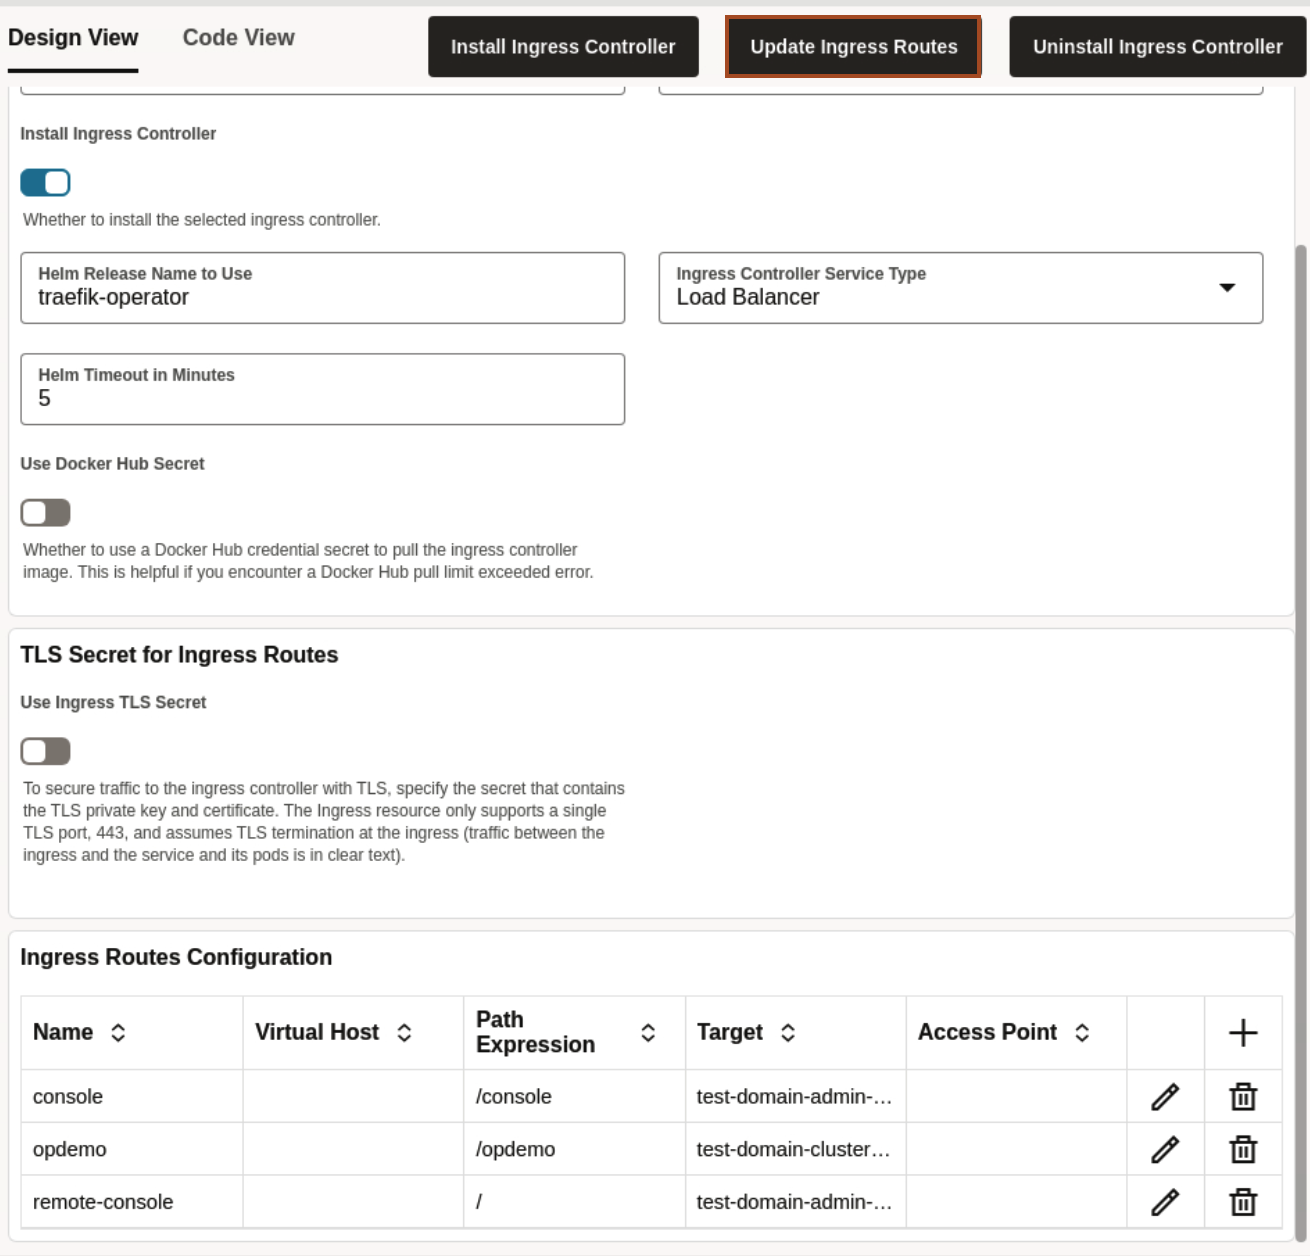 Design View
Code View
Install Ingress Controller
Update Ingress Routes
Uninstall Ingress Controller
Install Ingress Controller
Whether to install the selected ingress controller.
Helm Release Name to Use
traefik-operator
Ingress Controller Service Type
Load Balancer
Helm Timeout in Minutes
5
Use Docker Hub Secret
Whether to use a Docker Hub credential secret to pull the ingress controller
image. This is helpful if you encounter a Docker Hub pull limit exceeded error.
TLS Secret for Ingress Routes
Use Ingress TLS Secret
To secure traffic to the ingress controller with TLS, specify the secret that contains
the TLS private key and certificate. The Ingress resource only supports a single
TLS port, 443, and assumes TLS termination at the ingress (traffic between the
ingress and the service and its pods is in clear text).
Ingress Routes Configuration
Name
Virtual Host
Path
Expression
Target
Access Point
console
/console
test-domain-admin-...
opdemo
/opdemo
test-domain-cluster...
remote-console
/
test-domain-admin-...